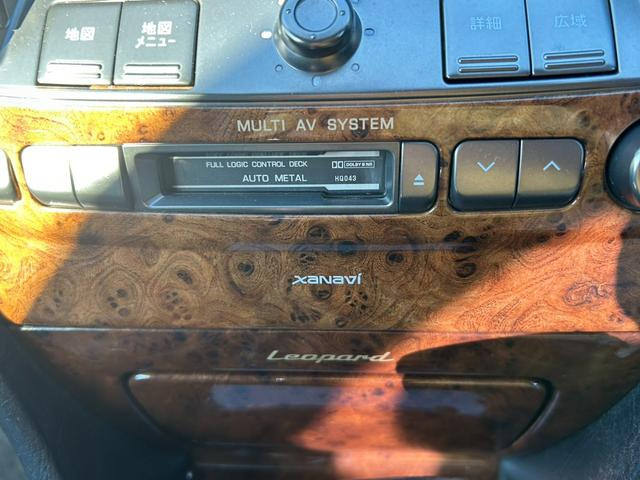 地図
地図
メニュー
詳細
広域
MULTI AV SYSTEM
FULL LOGIC CONTROL DECK
DOLBY B NR
AUTO METAL
HQ043
xanavi
Leopard